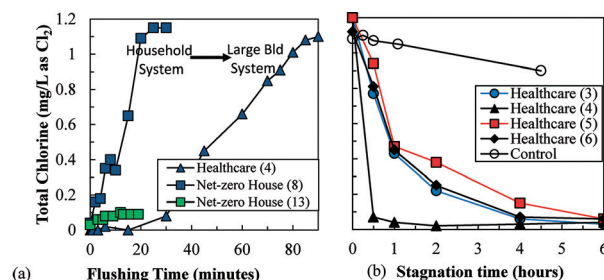 (a)
Total Chlorine (mg/L as Cl2)
1.2
1
0.8
0.6
0.4
0.2
0
Household System
Large Bld System
Healthcare (4)
Net-zero House (8)
Net-zero House (13)
0 20 40 60 80
Flushing Time (minutes)
Healthcare (3)
Healthcare (4)
Healthcare (5)
Healthcare (6)
Control
0 1 2 3 4 5 6
(b)
Stagnation time (hours)